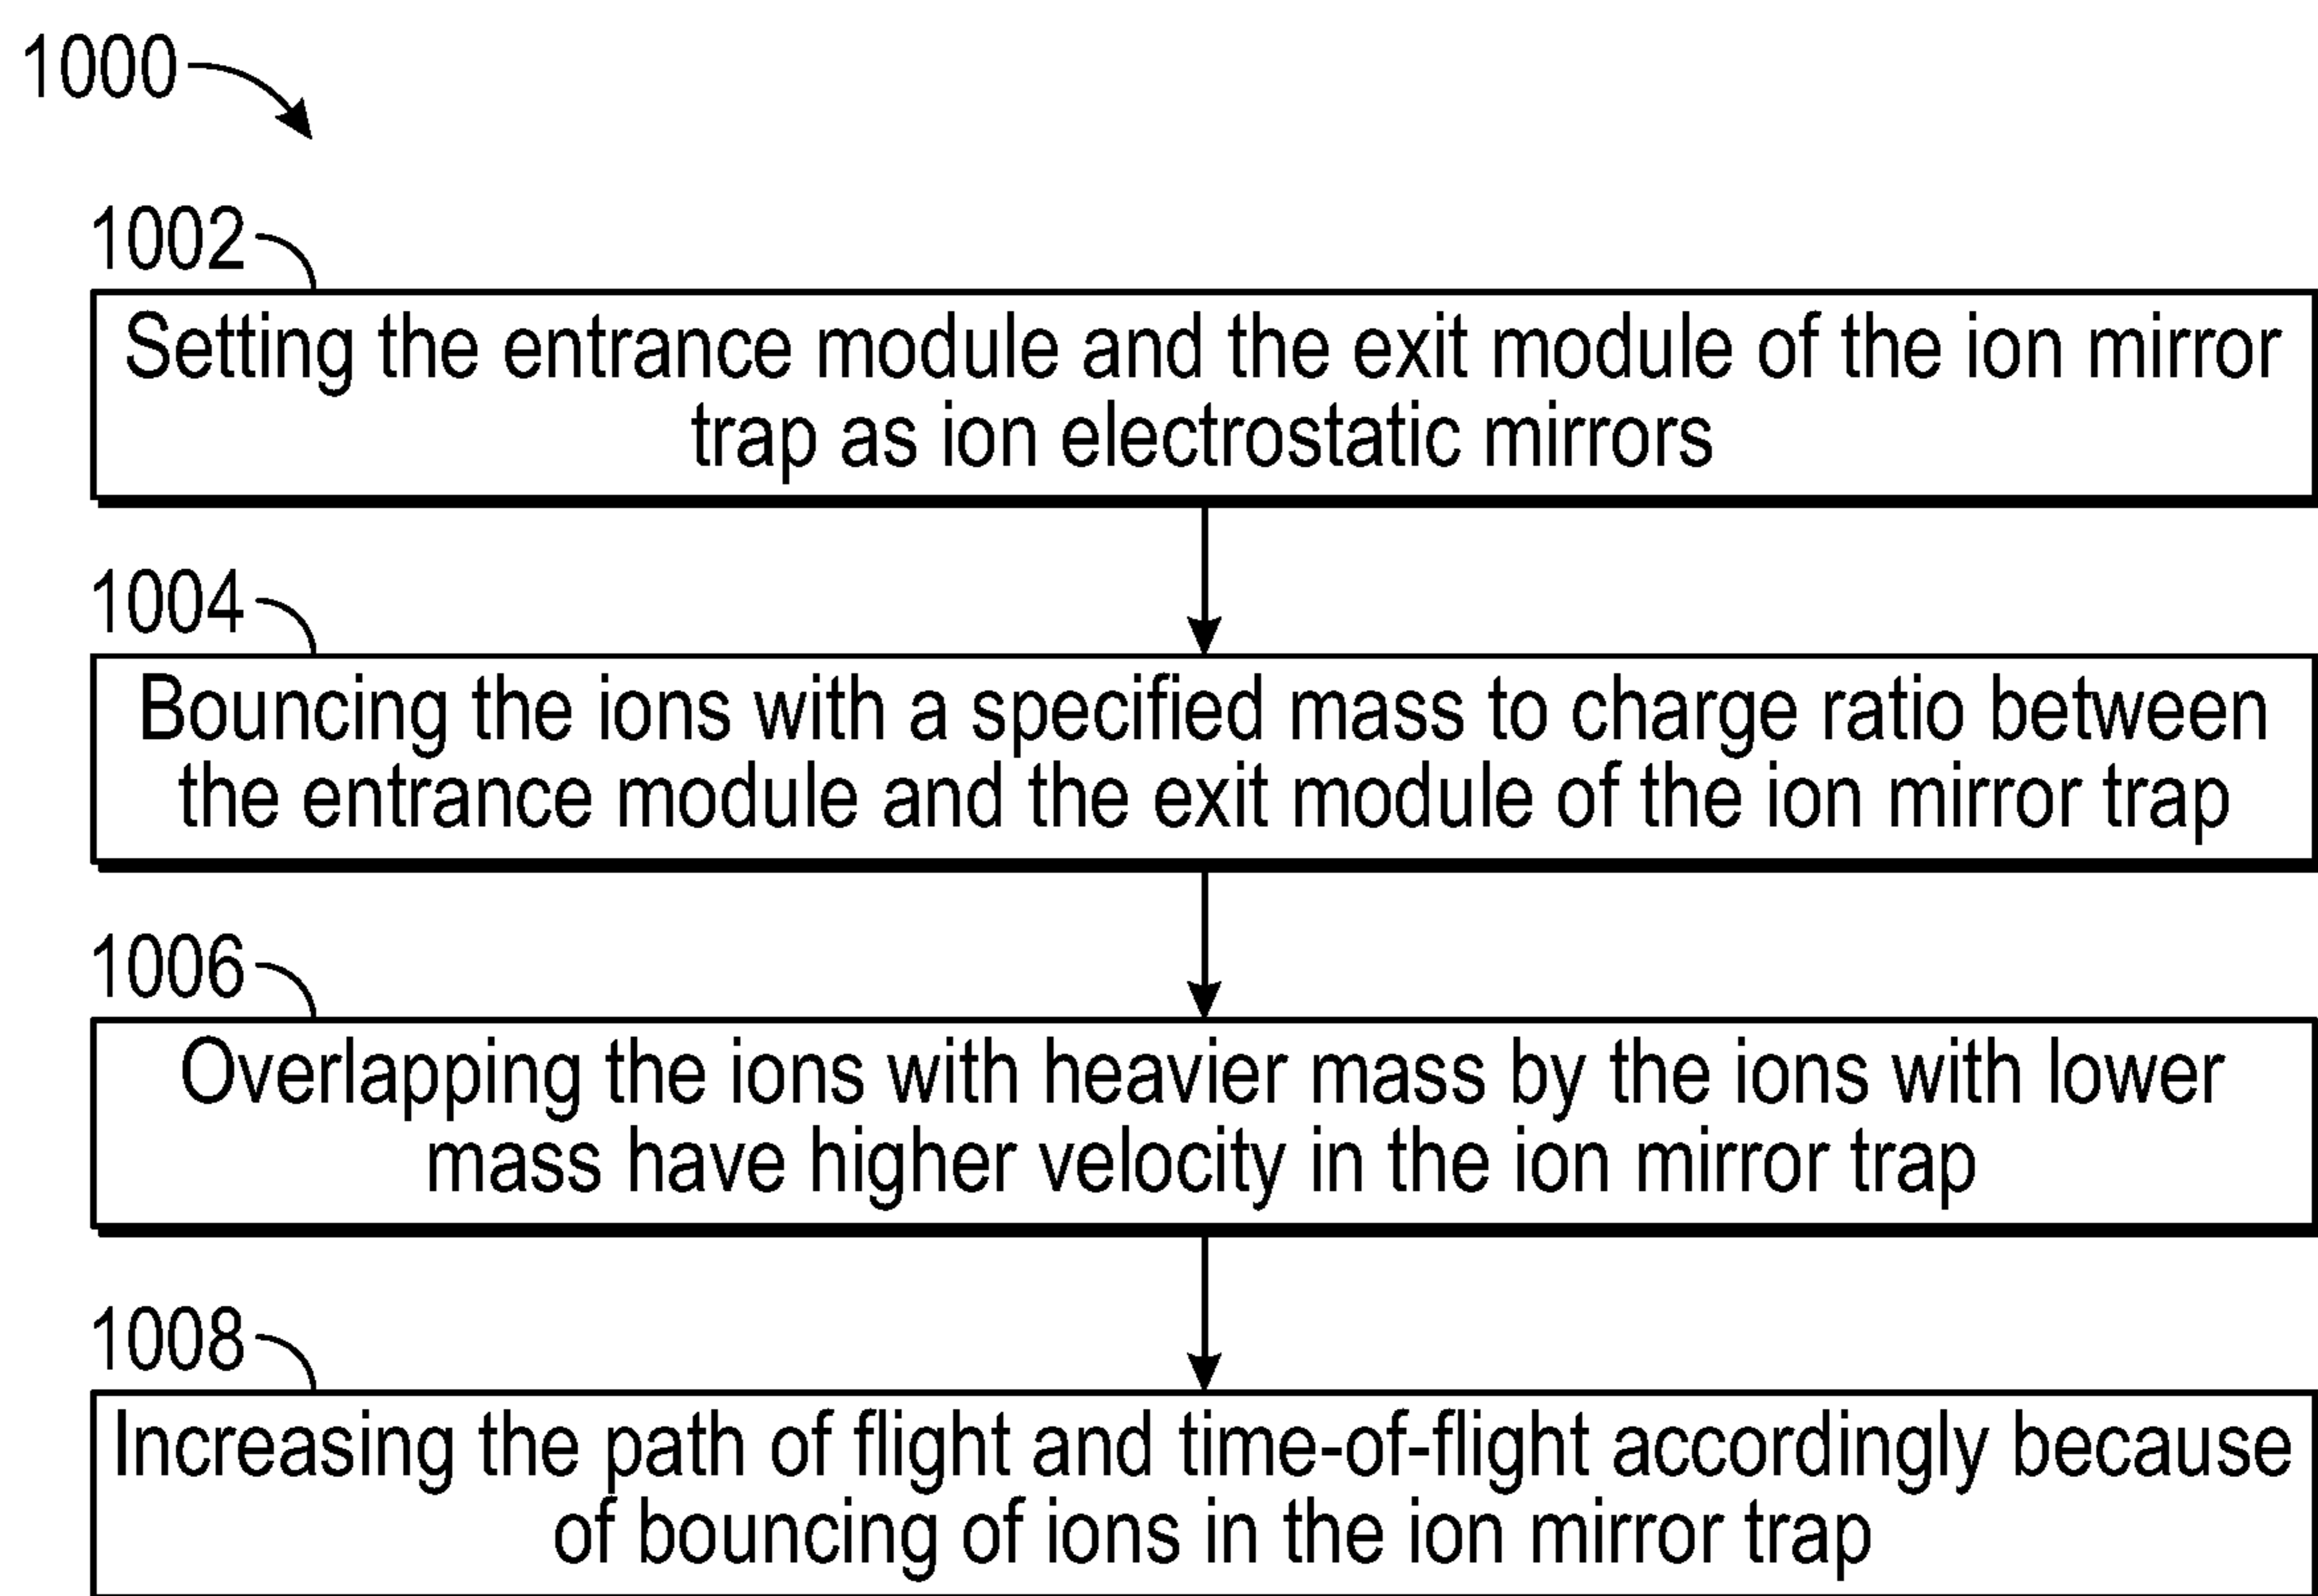 1000
1002
Setting the entrance module and the exit module of the ion mirror
trap as ion electrostatic mirrors
1004
Bouncing the ions with a specified mass to charge ratio between
the entrance module and the exit module of the ion mirror trap
1006
Overlapping the ions with heavier mass by the ions with lower
mass have higher velocity in the ion mirror trap
1008
Increasing the path of flight and time-of-flight accordingly because
of bouncing of ions in the ion mirror trap